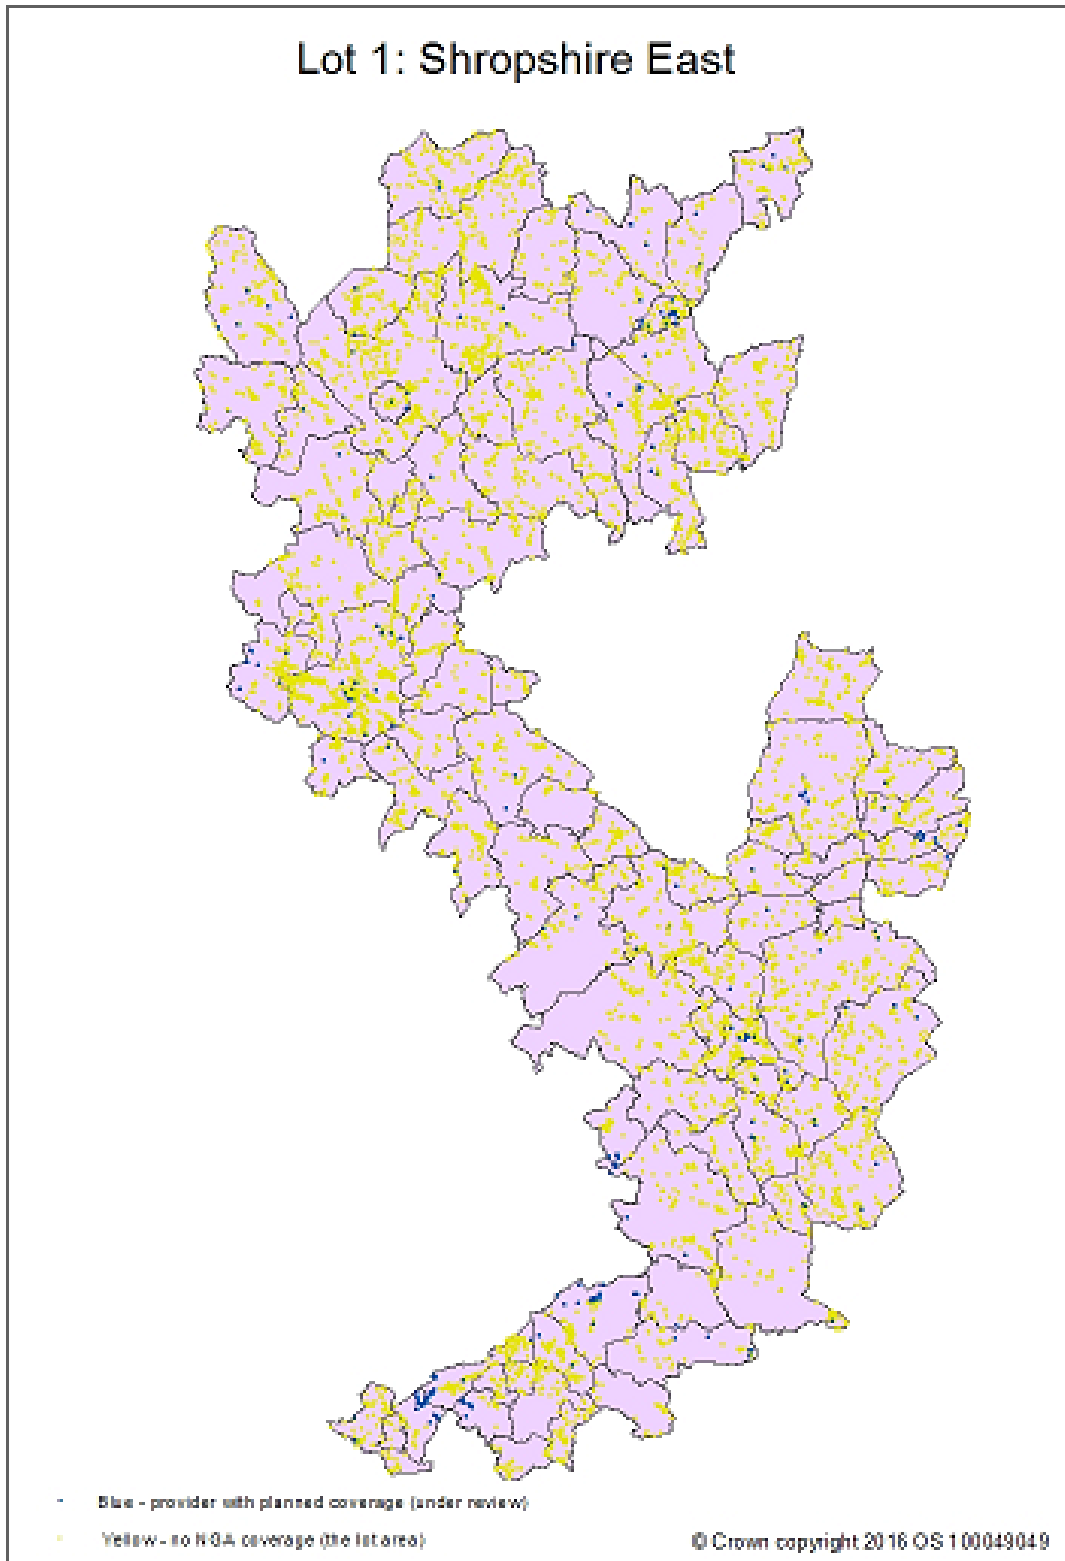 Lot 1: Shropshire East
Blue - provider with planned coverage (under review)
Yellow - no NGA coverage (the lot area)
© Crown copyright 2016 OS 100049049